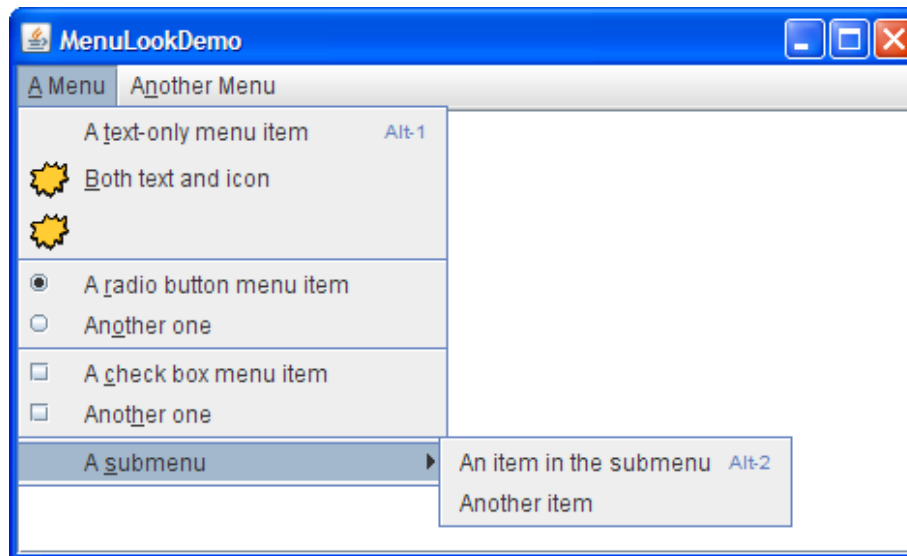 MenuLookDemo
A Menu Another Menu
A text-only menu item Alt-1
Both text and icon
A radio button menu item
Another one
A check box menu item
Another one
A submenu
An item in the submenu Alt-2
Another item